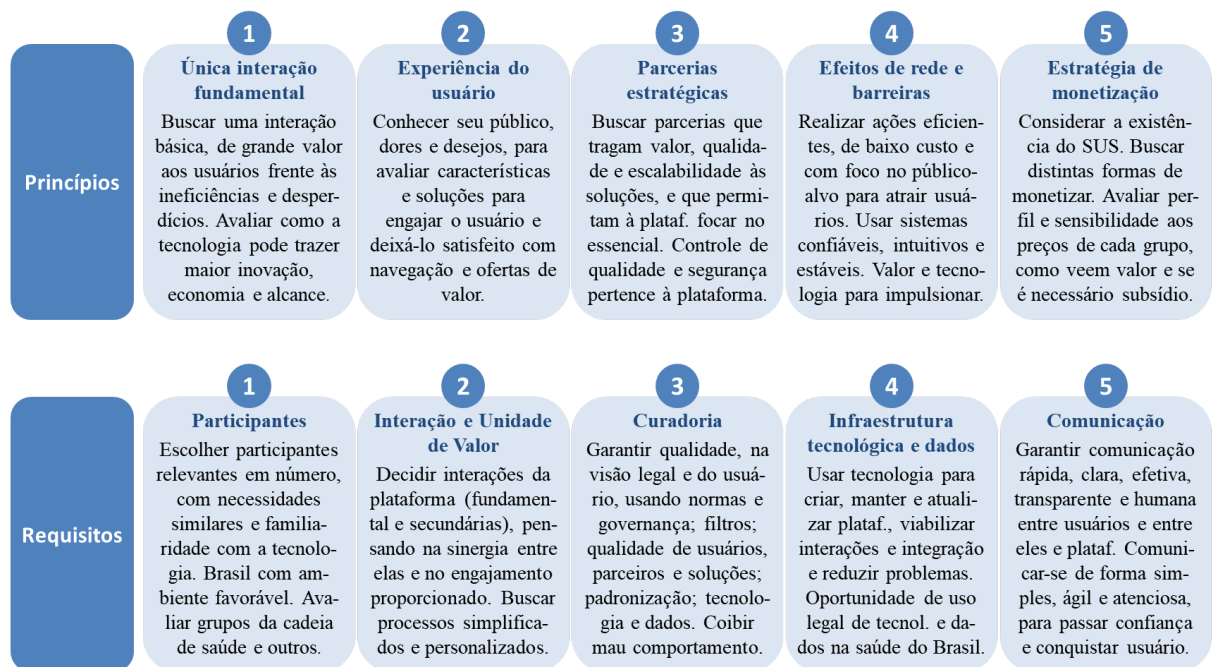 Princípios
1
Única interação
fundamental
Buscar uma interação
básica, de grande valor
aos usuários frente às
ineficiências e desper-
dícios. Avaliar como a
tecnologia pode trazer
maior inovação,
economia e alcance.
2
Experiência do
usuário
Conhecer seu público,
dores e desejos, para
avaliar características
e soluções para
engajar o usuário e
deixá-lo satisfeito com
navegação e ofertas de
valor.
3
Parcerias
estratégicas
Buscar parcerias que
tragam valor, qualida-
de e escalabilidade às
soluções, e que permi-
tam à plataf. focar no
essencial. Controle de
qualidade e segurança
pertence à plataforma.
4
Efeitos de rede e
barreiras
Realizar ações eficien-
tes, de baixo custo e
com foco no público-
alvo para atrair usuá-
rios. Usar sistemas
confiáveis, intuitivos e
estáveis. Valor e tecno-
logia para impulsionar.
5
Estratégia de
monetização
Considerar a existên-
cia do SUS. Buscar
distintas formas de
monetizar. Avaliar per-
fil e sensibilidade aos
preços de cada grupo,
como veem valor e se
é necessário subsídio.
Requisitos
1
Participantes
Escolher participantes
relevantes em número,
com necessidades
similares e familia-
ridade com a tecnolo-
gia. Brasil com am-
biente favorável. Ava-
liar grupos da cadeia
de saúde e outros.
2
Interação e Unidade
de Valor
Decidir interações da
plataforma (fundamen-
tal e secundárias), pen-
sando na sinergia entre
elas e no engajamento
proporcionado. Buscar
processos simplifica-
dos e personalizados.
3
Curadoria
Garantir qualidade, na
visão legal e do usuá-
rio, usando normas e
governança; filtros;
qualidade de usuários,
parceiros e soluções;
padronização; tecnolo-
gia e dados. Coibir
mau comportamento.
4
Infraestrutura
tecnológica e dados
Usar tecnologia para
criar, manter e atuali-
zar plataf., viabilizar
interações e integração
e reduzir problemas.
Oportunidade de uso
legal de tecnol. e da-
dos na saúde do Brasil.
5
Comunicação
Garantir comunicação
rápida, clara, efetiva,
transparente e humana
entre usuários e entre
eles e plataf. Comuni-
car-se de forma sim-
ples, ágil e atenciosa,
para passar confiança
e conquistar usuário.